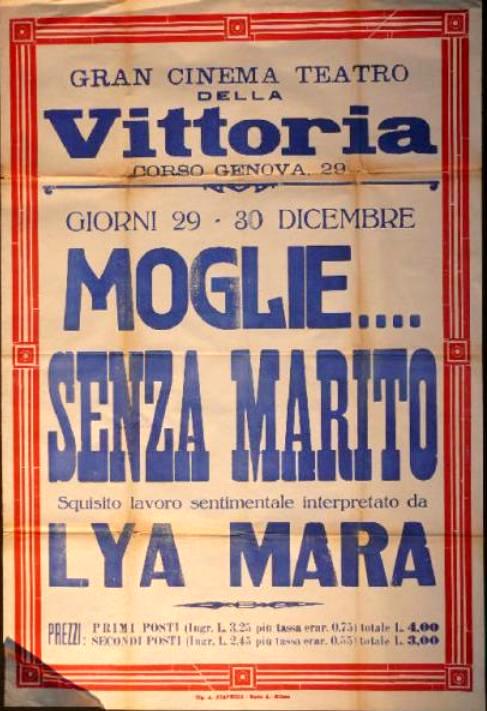 GRAN CINEMA TEATRO
DELLA
Vittoria
CORSO GENOVA, 29
GIORNI 29 - 30 DICEMBRE
MOGLIE....
SENZA MARITO
Squisito lavoro sentimentale interpretato da
LYA MARA
PREZZI: PRIMI POSTI (Ingr. L. 3,25 più tassa erar. 0,75) totale L. 4,00
SECONDI POSTI (Ingr. L. 2,45 più tassa erar. 0,55) totale L. 3,00